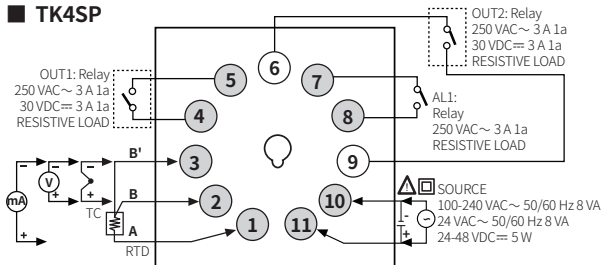 ■ TK4SP
OUT2: Relay
250 VAC～ 3 A 1a
30 VDC⎓ 3 A 1a
RESISTIVE LOAD
OUT1: Relay
250 VAC～ 3 A 1a
30 VDC⎓ 3 A 1a
RESISTIVE LOAD
6
5
7
4
8
AL1:
Relay
250 VAC～ 3 A 1a
RESISTIVE LOAD
B'
3
9
mA
V
TC
B
2
10
SOURCE
100-240 VAC～ 50/60 Hz 8 VA
24 VAC～ 50/60 Hz 8 VA
24-48 VDC⎓ 5 W
A
1
11
RTD